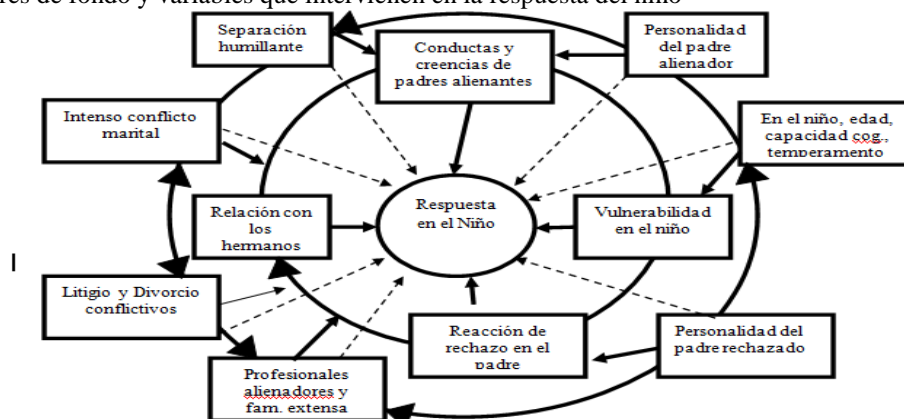 res de fondo y variables que intervienen en la respuesta del niño
Separación
humillante
Conductas y
creencias de
padres alienantes
Personalidad
del padre
alienador
Intenso conflicto
marital
En el niño, edad,
capacidad cog.,
temperamento
Relación con
los
hermanos
Respuesta
en el Niño
Vulnerabilidad
en el niño
Litigio y Divorcio
conflictivos
Reacción de
rechazo en el
padre
Personalidad del
padre rechazado
Profesionales
alienadores y
fam. extensa